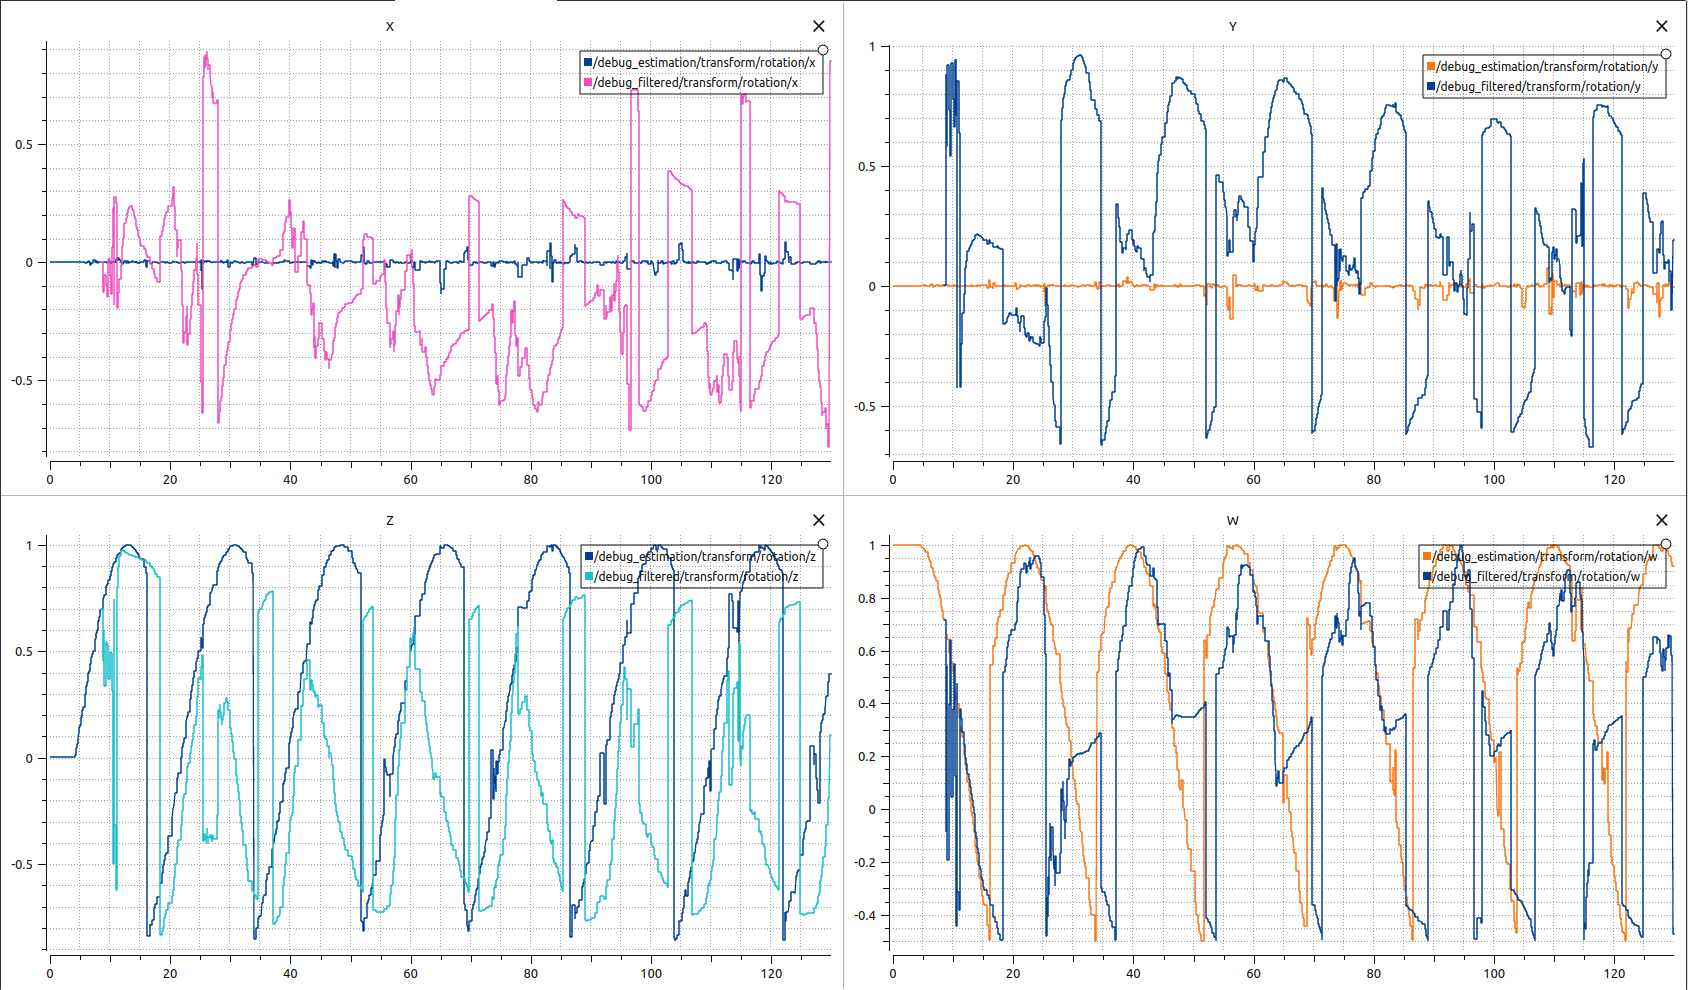 X
/debug_estimation/transform/rotation/x
/debug_filtered/transform/rotation/x
0.5
0
-0.5
0 20 40 60 80 100 120
Y
/debug_estimation/transform/rotation/y
/debug_filtered/transform/rotation/y
1
0.5
0
-0.5
0 20 40 60 80 100 120
Z
/debug_estimation/transform/rotation/z
/debug_filtered/transform/rotation/z
1
0.5
0
-0.5
0 20 40 60 80 100 120
W
/debug_estimation/transform/rotation/w
/debug_filtered/transform/rotation/w
1
0.8
0.6
0.4
0.2
0
-0.2
-0.4
0 20 40 60 80 100 120